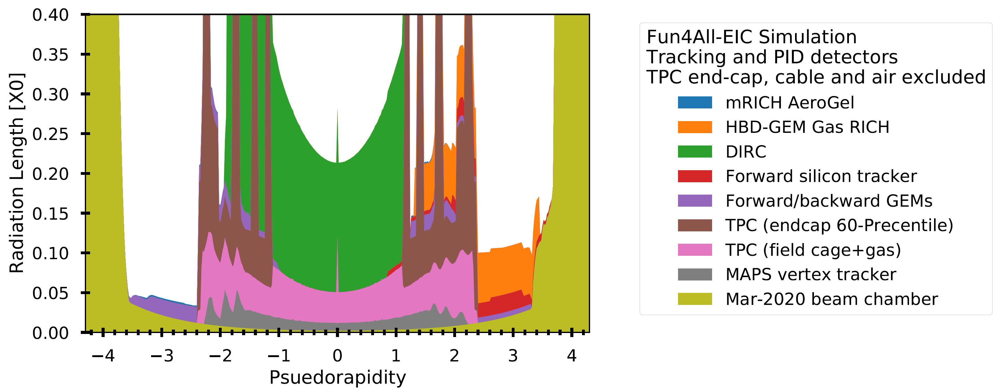 0.40
0.35
0.30
0.25
0.20
0.15
0.10
0.05
0.00
Radiation Length [X0]
−4 −3 −2 −1 0 1 2 3 4
Psuedorapidity
Fun4All-EIC Simulation
Tracking and PID detectors
TPC end-cap, cable and air excluded
mRICH AeroGel
HBD-GEM Gas RICH
DIRC
Forward silicon tracker
Forward/backward GEMs
TPC (endcap 60-Precentile)
TPC (field cage+gas)
MAPS vertex tracker
Mar-2020 beam chamber